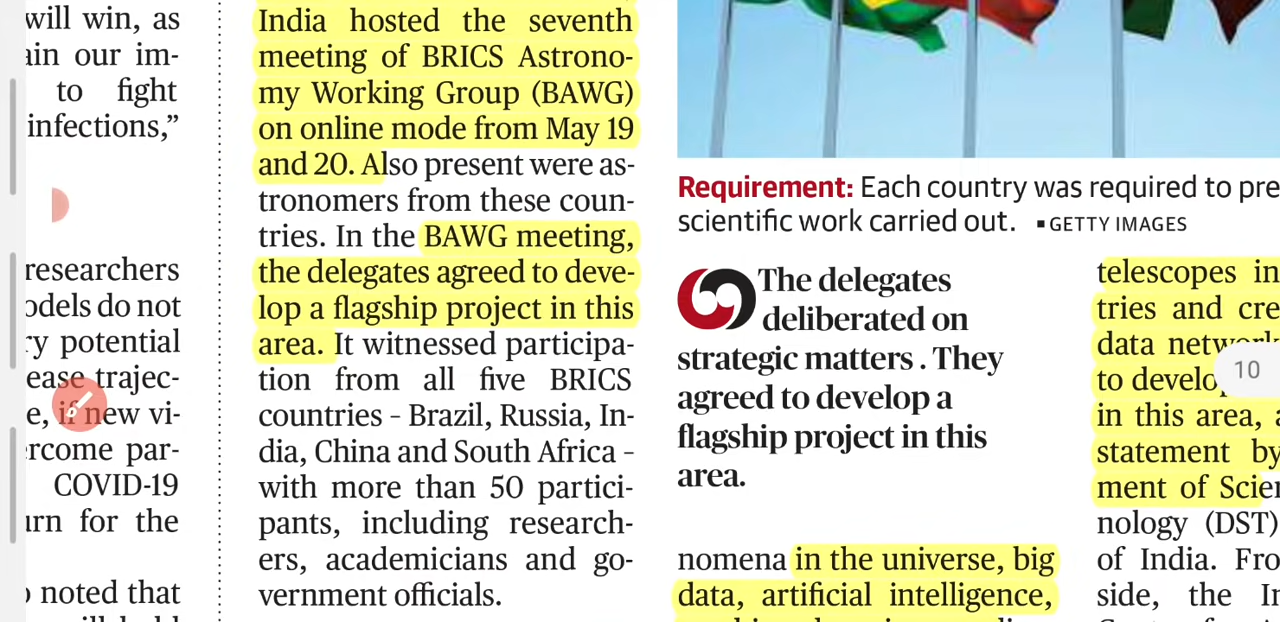 will win, as
ain our im-
to fight
infections,”
researchers
odels do not
ry potential
ease trajec-
e, if new vi-
ercome par-
COVID-19
urn for the
noted that
India hosted the seventh
meeting of BRICS Astrono-
my Working Group (BAWG)
on online mode from May 19
and 20. Also present were as-
tronomers from these coun-
tries. In the BAWG meeting,
the delegates agreed to deve-
lop a flagship project in this
area. It witnessed participa-
tion from all five BRICS
countries – Brazil, Russia, In-
dia, China and South Africa –
with more than 50 partici-
pants, including research-
ers, academicians and go-
vernment officials.
Requirement: Each country was required to pre
scientific work carried out. ▪ GETTY IMAGES
The delegates
deliberated on
strategic matters . They
agreed to develop a
flagship project in this
area.
nomena in the universe, big
data, artificial intelligence,
telescopes in
tries and cre
data network
to develop
in this area, a
statement by
ment of Scien
nology (DST)
of India. Fro
side, the In
10